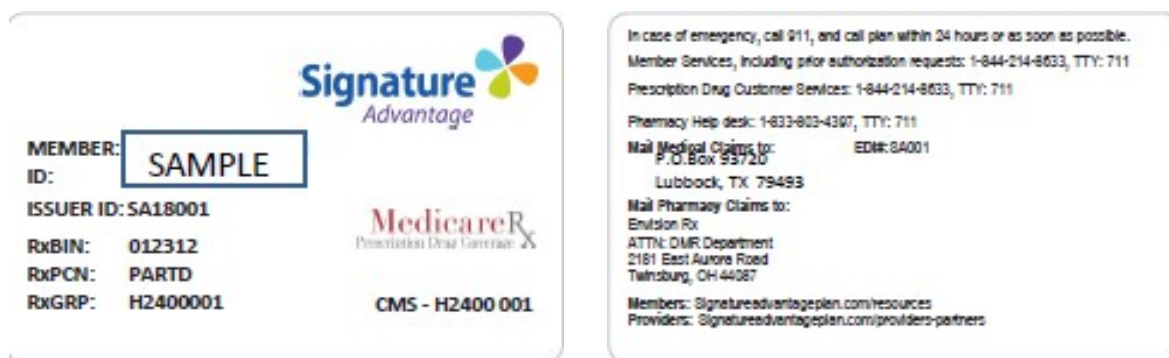 Signature
Advantage
MEMBER:
SAMPLE
ID:
ISSUER ID: SA18001
MedicareRx
Prescription Drug Coverage
RxBIN: 012312
RxPCN: PARTD
RxGRP: H2400001
CMS - H2400 001
In case of emergency, call 911, and call plan within 24 hours or as soon as possible.
Member Services, including prior authorization requests: 1-844-214-8633, TTY: 711
Prescription Drug Customer Services: 1-844-214-8633, TTY: 711
Pharmacy Help desk: 1-833-803-4397, TTY: 711
Mail Medical Claims to: EDI#: SA001
P.O.Box 93720
Lubbock, TX 79493
Mail Pharmacy Claims to:
Envision Rx
ATTN: DMR Department
2181 East Aurora Road
Twinsburg, OH 44087
Members: Signatureadvantageplan.com/resources
Providers: Signatureadvantageplan.com/providers-partners